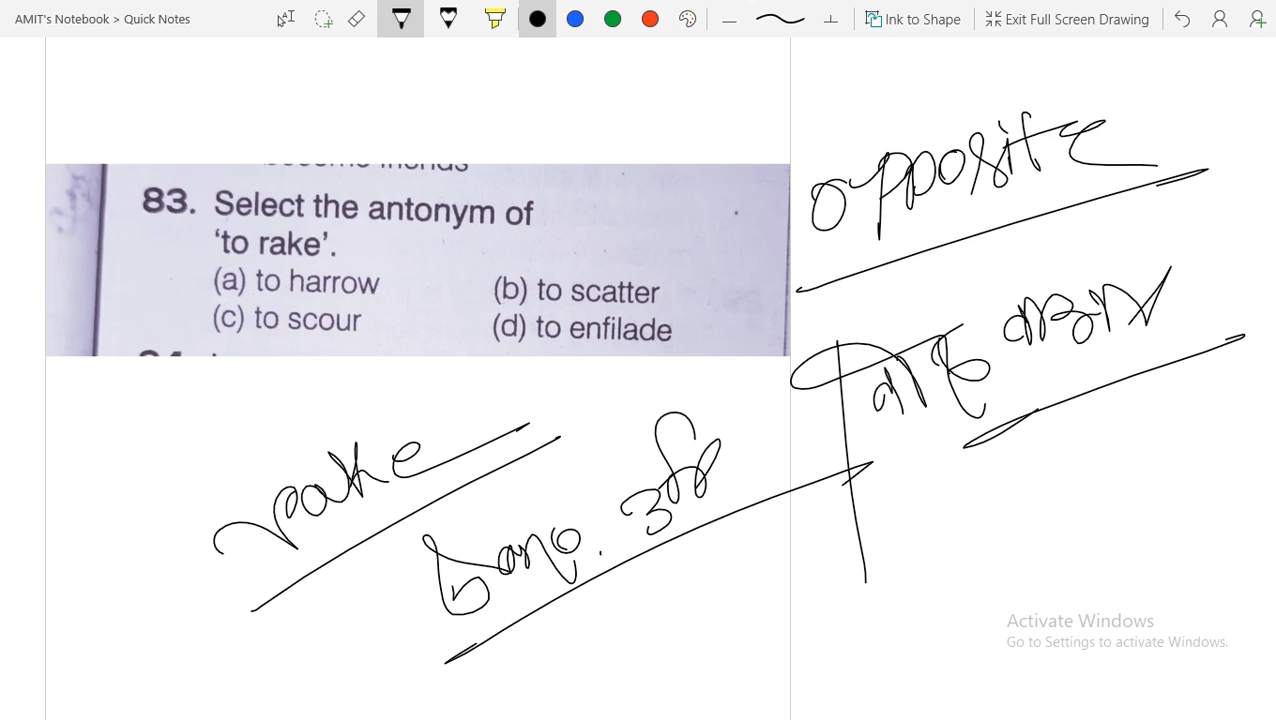 AMIT's Notebook > Quick Notes
Ink to Shape
Exit Full Screen Drawing
83. Select the antonym of
‘to rake’.
(a) to harrow (b) to scatter
(c) to scour (d) to enfilade
opposite
rake
Activate Windows
Go to Settings to activate Windows.